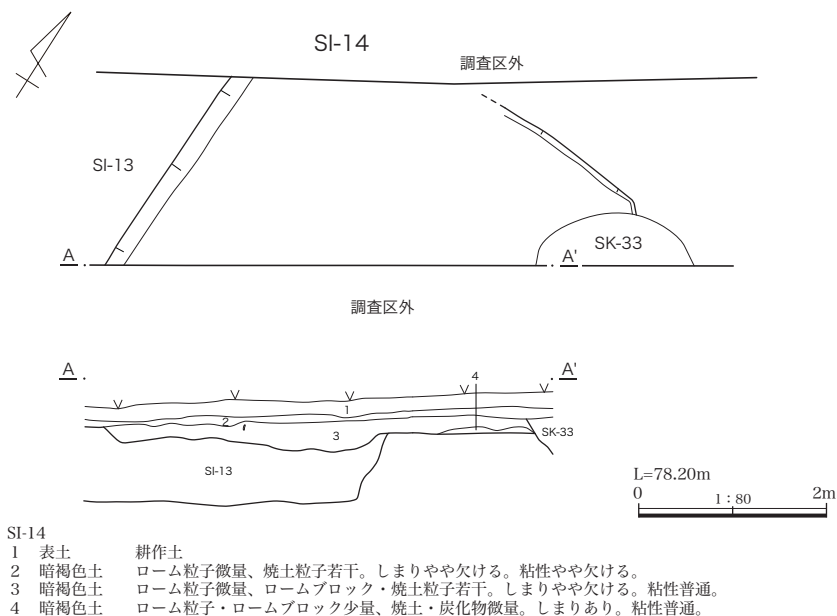 SI-14
調査区外
SI-13
SK-33
A
A'
調査区外
A
4
A'
1
2
3
SK-33
SI-13
L=78.20m
0 1：80 2m
SI-14
1 表土 耕作土
2 暗褐色土 ローム粒子微量、焼土粒子若干。しまりやや欠ける。粘性やや欠ける。
3 暗褐色土 ローム粒子微量、ロームブロック・焼土粒子若干。しまりやや欠ける。粘性普通。
4 暗褐色土 ローム粒子・ロームブロック少量、焼土・炭化物微量。しまりあり。粘性普通。